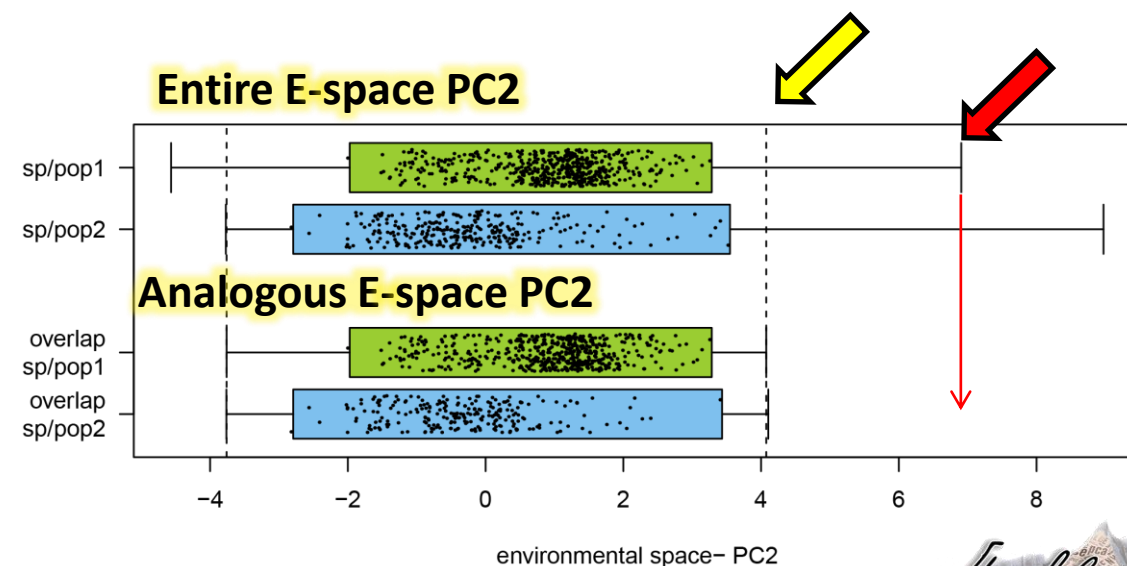 Entire E-space PC2
sp/pop1
sp/pop2
Analogous E-space PC2
overlap
sp/pop1
overlap
sp/pop2
−4 −2 0 2 4 6 8
environmental space− PC2